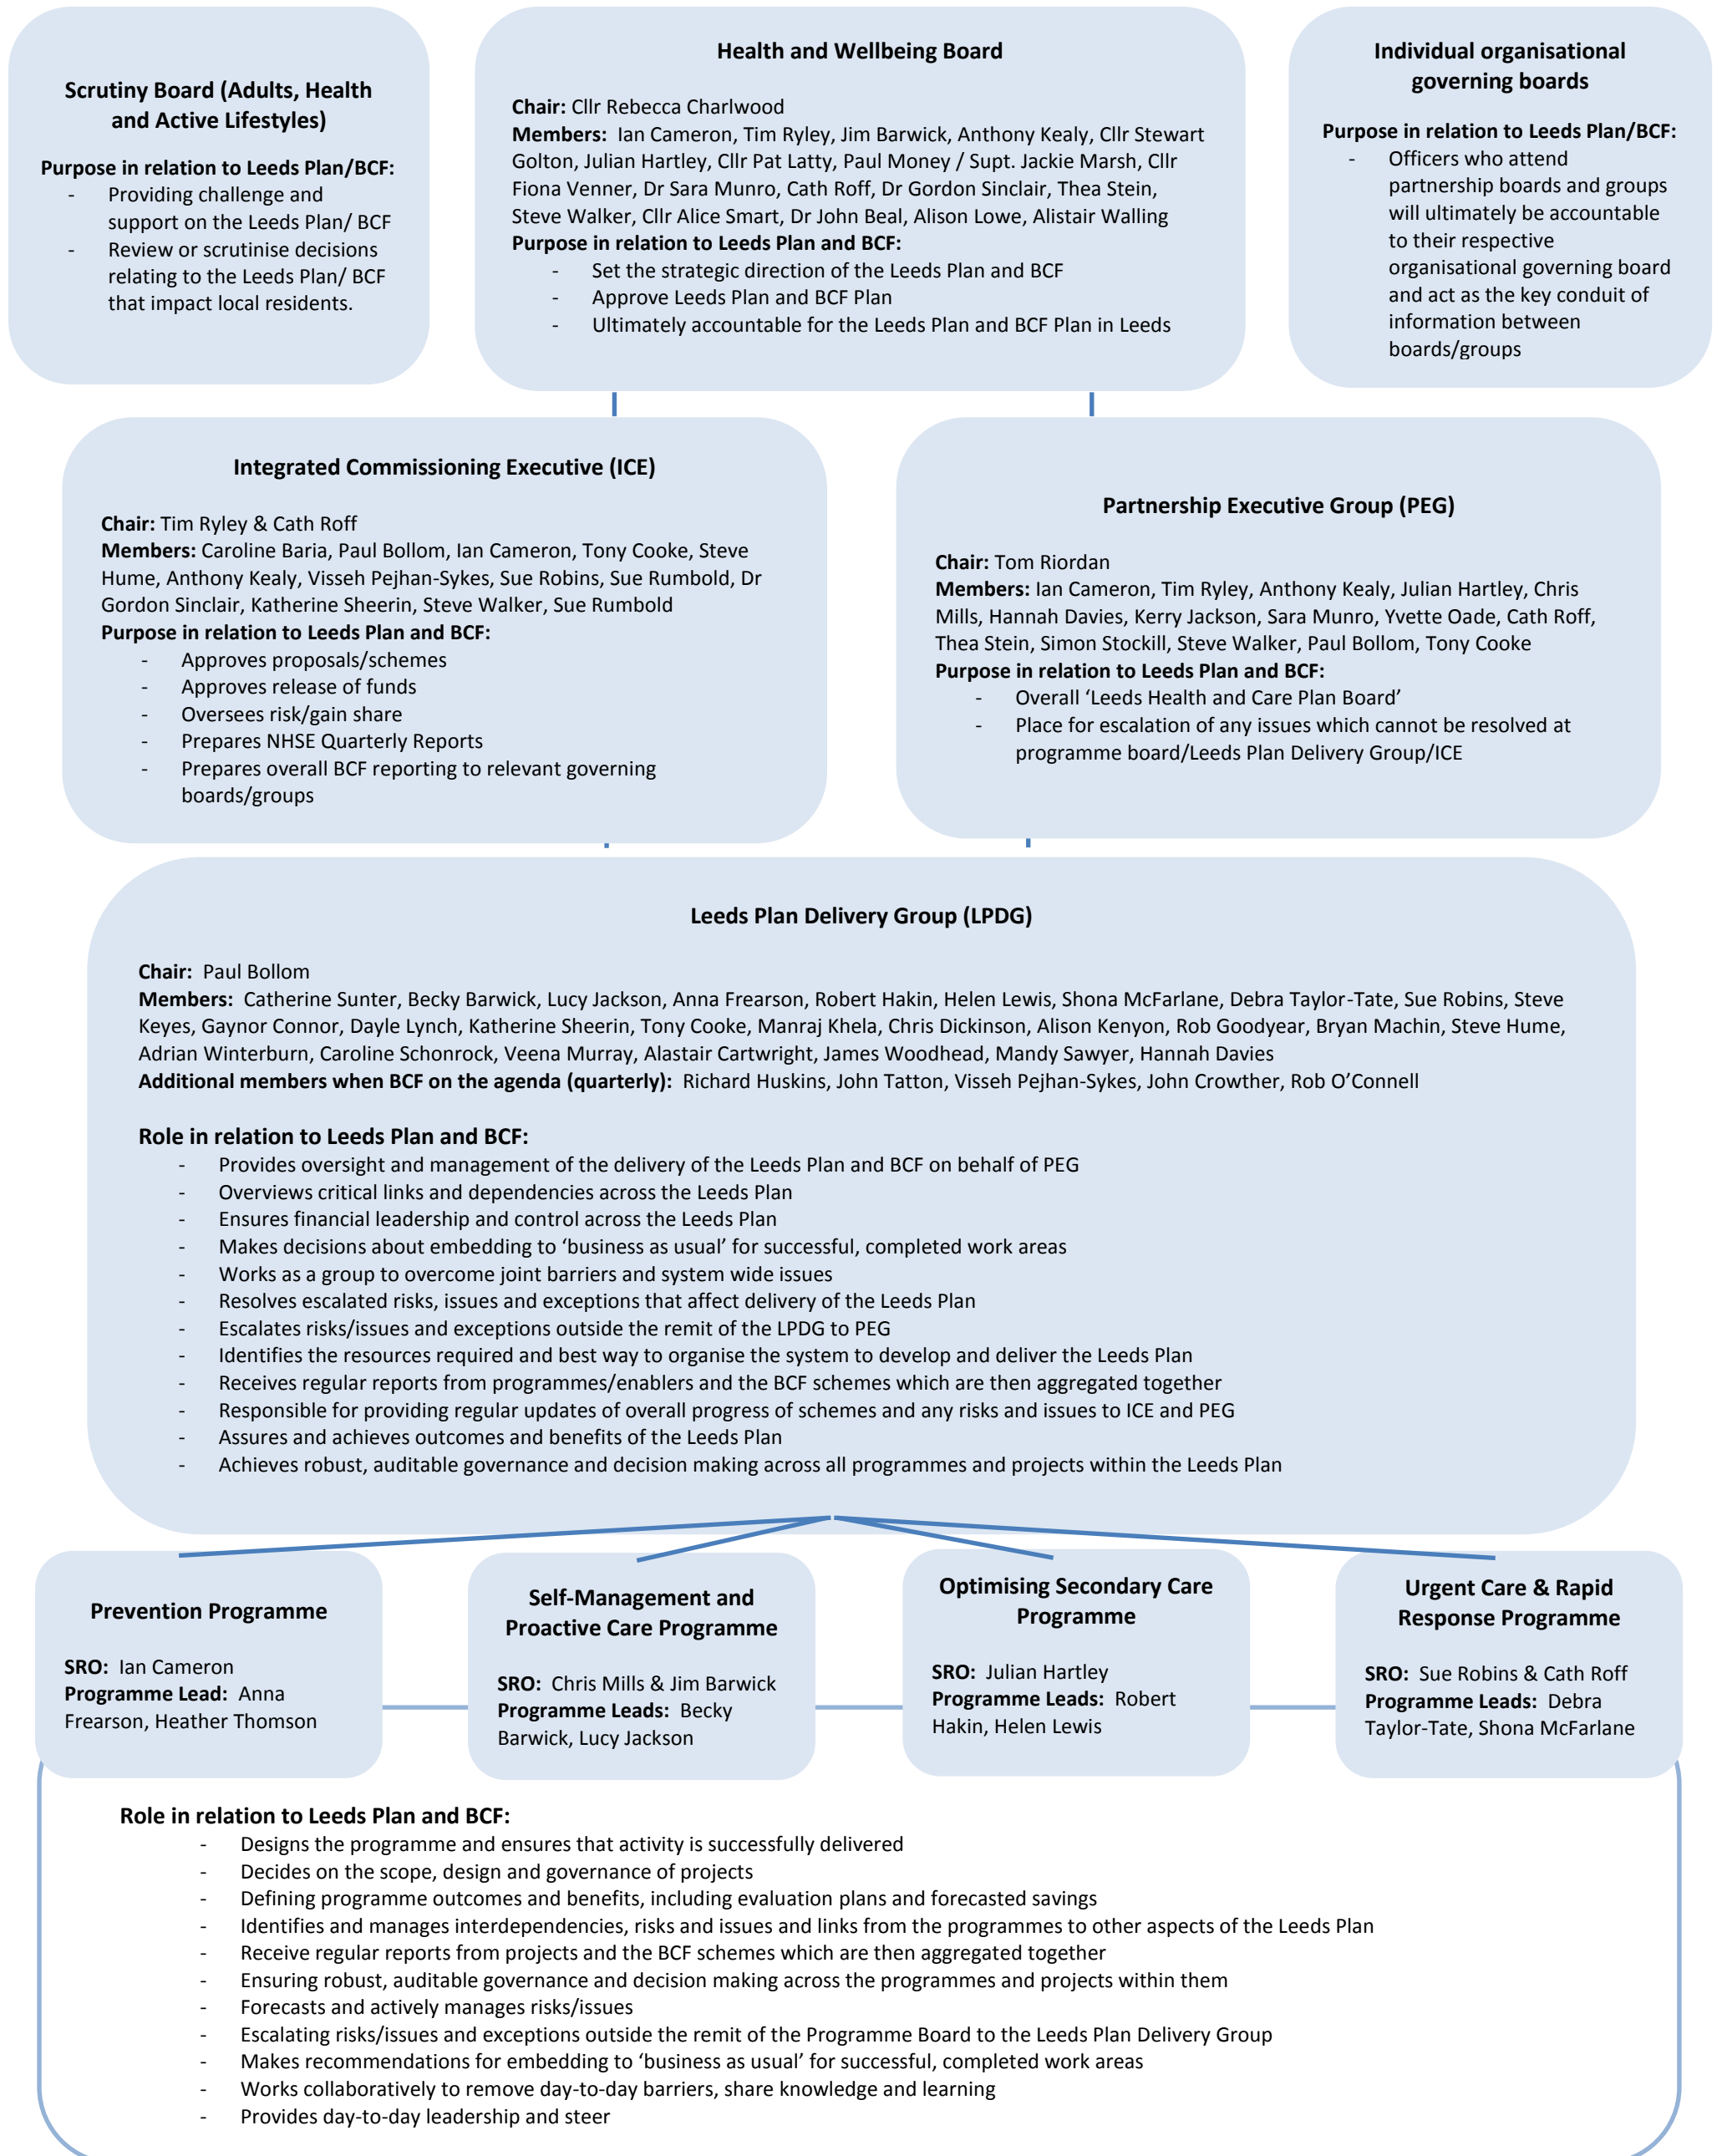 Scrutiny Board (Adults, Health
and Active Lifestyles)
Purpose in relation to Leeds Plan/BCF:
- Providing challenge and
support on the Leeds Plan/ BCF
- Review or scrutinise decisions
relating to the Leeds Plan/ BCF
that impact local residents.
Health and Wellbeing Board
Chair: Cllr Rebecca Charlwood
Members: Ian Cameron, Tim Ryley, Jim Barwick, Anthony Kealy, Cllr Stewart
Golton, Julian Hartley, Cllr Pat Latty, Paul Money / Supt. Jackie Marsh, Cllr
Fiona Venner, Dr Sara Munro, Cath Roff, Dr Gordon Sinclair, Thea Stein,
Steve Walker, Cllr Alice Smart, Dr John Beal, Alison Lowe, Alistair Walling
Purpose in relation to Leeds Plan and BCF:
- Set the strategic direction of the Leeds Plan and BCF
- Approve Leeds Plan and BCF Plan
- Ultimately accountable for the Leeds Plan and BCF Plan in Leeds
Individual organisational
governing boards
Purpose in relation to Leeds Plan/BCF:
- Officers who attend
partnership boards and groups
will ultimately be accountable
to their respective
organisational governing board
and act as the key conduit of
information between
boards/groups
Integrated Commissioning Executive (ICE)
Chair: Tim Ryley & Cath Roff
Members: Caroline Baria, Paul Bollom, Ian Cameron, Tony Cooke, Steve
Hume, Anthony Kealy, Visseh Pejhan-Sykes, Sue Robins, Sue Rumbold, Dr
Gordon Sinclair, Katherine Sheerin, Steve Walker, Sue Rumbold
Purpose in relation to Leeds Plan and BCF:
- Approves proposals/schemes
- Approves release of funds
- Oversees risk/gain share
- Prepares NHSE Quarterly Reports
- Prepares overall BCF reporting to relevant governing
boards/groups
Partnership Executive Group (PEG)
Chair: Tom Riordan
Members: Ian Cameron, Tim Ryley, Anthony Kealy, Julian Hartley, Chris
Mills, Hannah Davies, Kerry Jackson, Sara Munro, Yvette Oade, Cath Roff,
Thea Stein, Simon Stockill, Steve Walker, Paul Bollom, Tony Cooke
Purpose in relation to Leeds Plan and BCF:
- Overall ‘Leeds Health and Care Plan Board’
- Place for escalation of any issues which cannot be resolved at
programme board/Leeds Plan Delivery Group/ICE
Leeds Plan Delivery Group (LPDG)
Chair: Paul Bollom
Members: Catherine Sunter, Becky Barwick, Lucy Jackson, Anna Frearson, Robert Hakin, Helen Lewis, Shona McFarlane, Debra Taylor-Tate, Sue Robins, Steve
Keyes, Gaynor Connor, Dayle Lynch, Katherine Sheerin, Tony Cooke, Manraj Khela, Chris Dickinson, Alison Kenyon, Rob Goodyear, Bryan Machin, Steve Hume,
Adrian Winterburn, Caroline Schonrock, Veena Murray, Alastair Cartwright, James Woodhead, Mandy Sawyer, Hannah Davies
Additional members when BCF on the agenda (quarterly): Richard Huskins, John Tatton, Visseh Pejhan-Sykes, John Crowther, Rob O’Connell
Role in relation to Leeds Plan and BCF:
- Provides oversight and management of the delivery of the Leeds Plan and BCF on behalf of PEG
- Overviews critical links and dependencies across the Leeds Plan
- Ensures financial leadership and control across the Leeds Plan
- Makes decisions about embedding to ‘business as usual’ for successful, completed work areas
- Works as a group to overcome joint barriers and system wide issues
- Resolves escalated risks, issues and exceptions that affect delivery of the Leeds Plan
- Escalates risks/issues and exceptions outside the remit of the LPDG to PEG
- Identifies the resources required and best way to organise the system to develop and deliver the Leeds Plan
- Receives regular reports from programmes/enablers and the BCF schemes which are then aggregated together
- Responsible for providing regular updates of overall progress of schemes and any risks and issues to ICE and PEG
- Assures and achieves outcomes and benefits of the Leeds Plan
- Achieves robust, auditable governance and decision making across all programmes and projects within the Leeds Plan
Prevention Programme
SRO: Ian Cameron
Programme Lead: Anna
Frearson, Heather Thomson
Self-Management and
Proactive Care Programme
SRO: Chris Mills & Jim Barwick
Programme Leads: Becky
Barwick, Lucy Jackson
Optimising Secondary Care
Programme
SRO: Julian Hartley
Programme Leads: Robert
Hakin, Helen Lewis
Urgent Care & Rapid
Response Programme
SRO: Sue Robins & Cath Roff
Programme Leads: Debra
Taylor-Tate, Shona McFarlane
Role in relation to Leeds Plan and BCF:
- Designs the programme and ensures that activity is successfully delivered
- Decides on the scope, design and governance of projects
- Defining programme outcomes and benefits, including evaluation plans and forecasted savings
- Identifies and manages interdependencies, risks and issues and links from the programmes to other aspects of the Leeds Plan
- Receive regular reports from projects and the BCF schemes which are then aggregated together
- Ensuring robust, auditable governance and decision making across the programmes and projects within them
- Forecasts and actively manages risks/issues
- Escalating risks/issues and exceptions outside the remit of the Programme Board to the Leeds Plan Delivery Group
- Makes recommendations for embedding to ‘business as usual’ for successful, completed work areas
- Works collaboratively to remove day-to-day barriers, share knowledge and learning
- Provides day-to-day leadership and steer